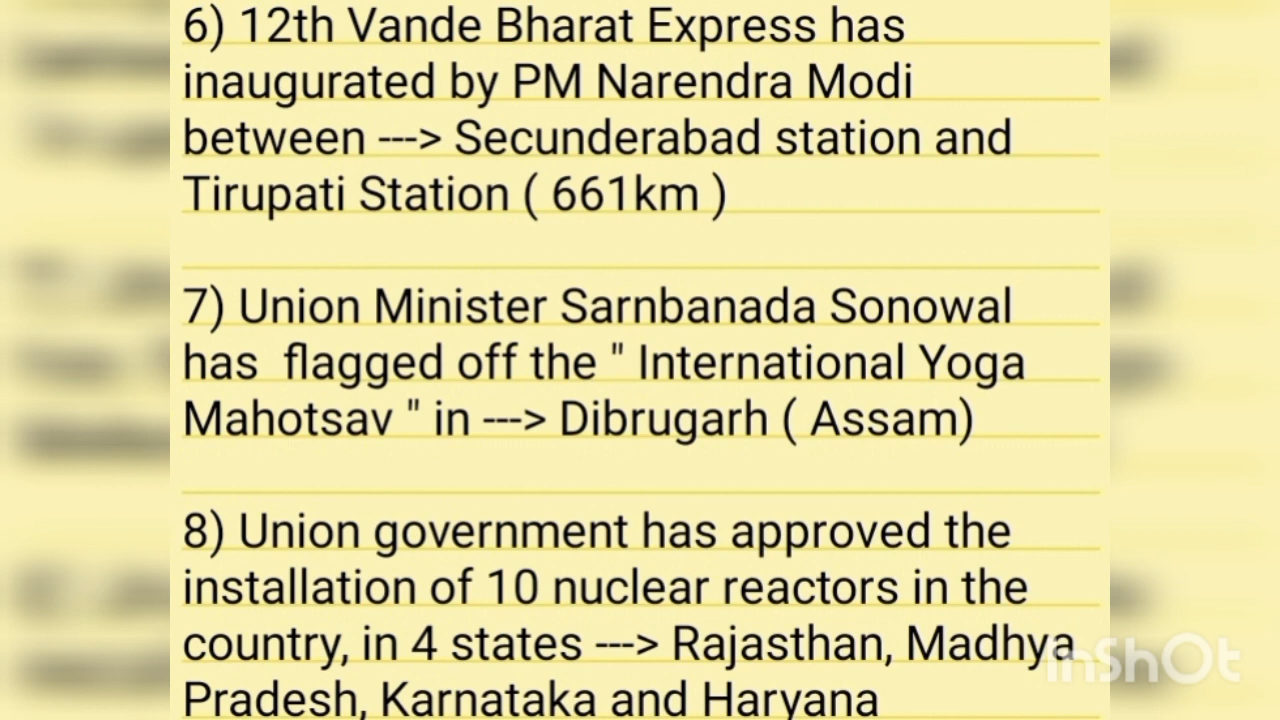 6) 12th Vande Bharat Express has
inaugurated by PM Narendra Modi
between ---> Secunderabad station and
Tirupati Station ( 661km )
7) Union Minister Sarnbanada Sonowal
has  flagged off the " International Yoga
Mahotsav " in ---> Dibrugarh ( Assam)
8) Union government has approved the
installation of 10 nuclear reactors in the
country, in 4 states ---> Rajasthan, Madhya
Pradesh, Karnataka and Haryana
InShOt